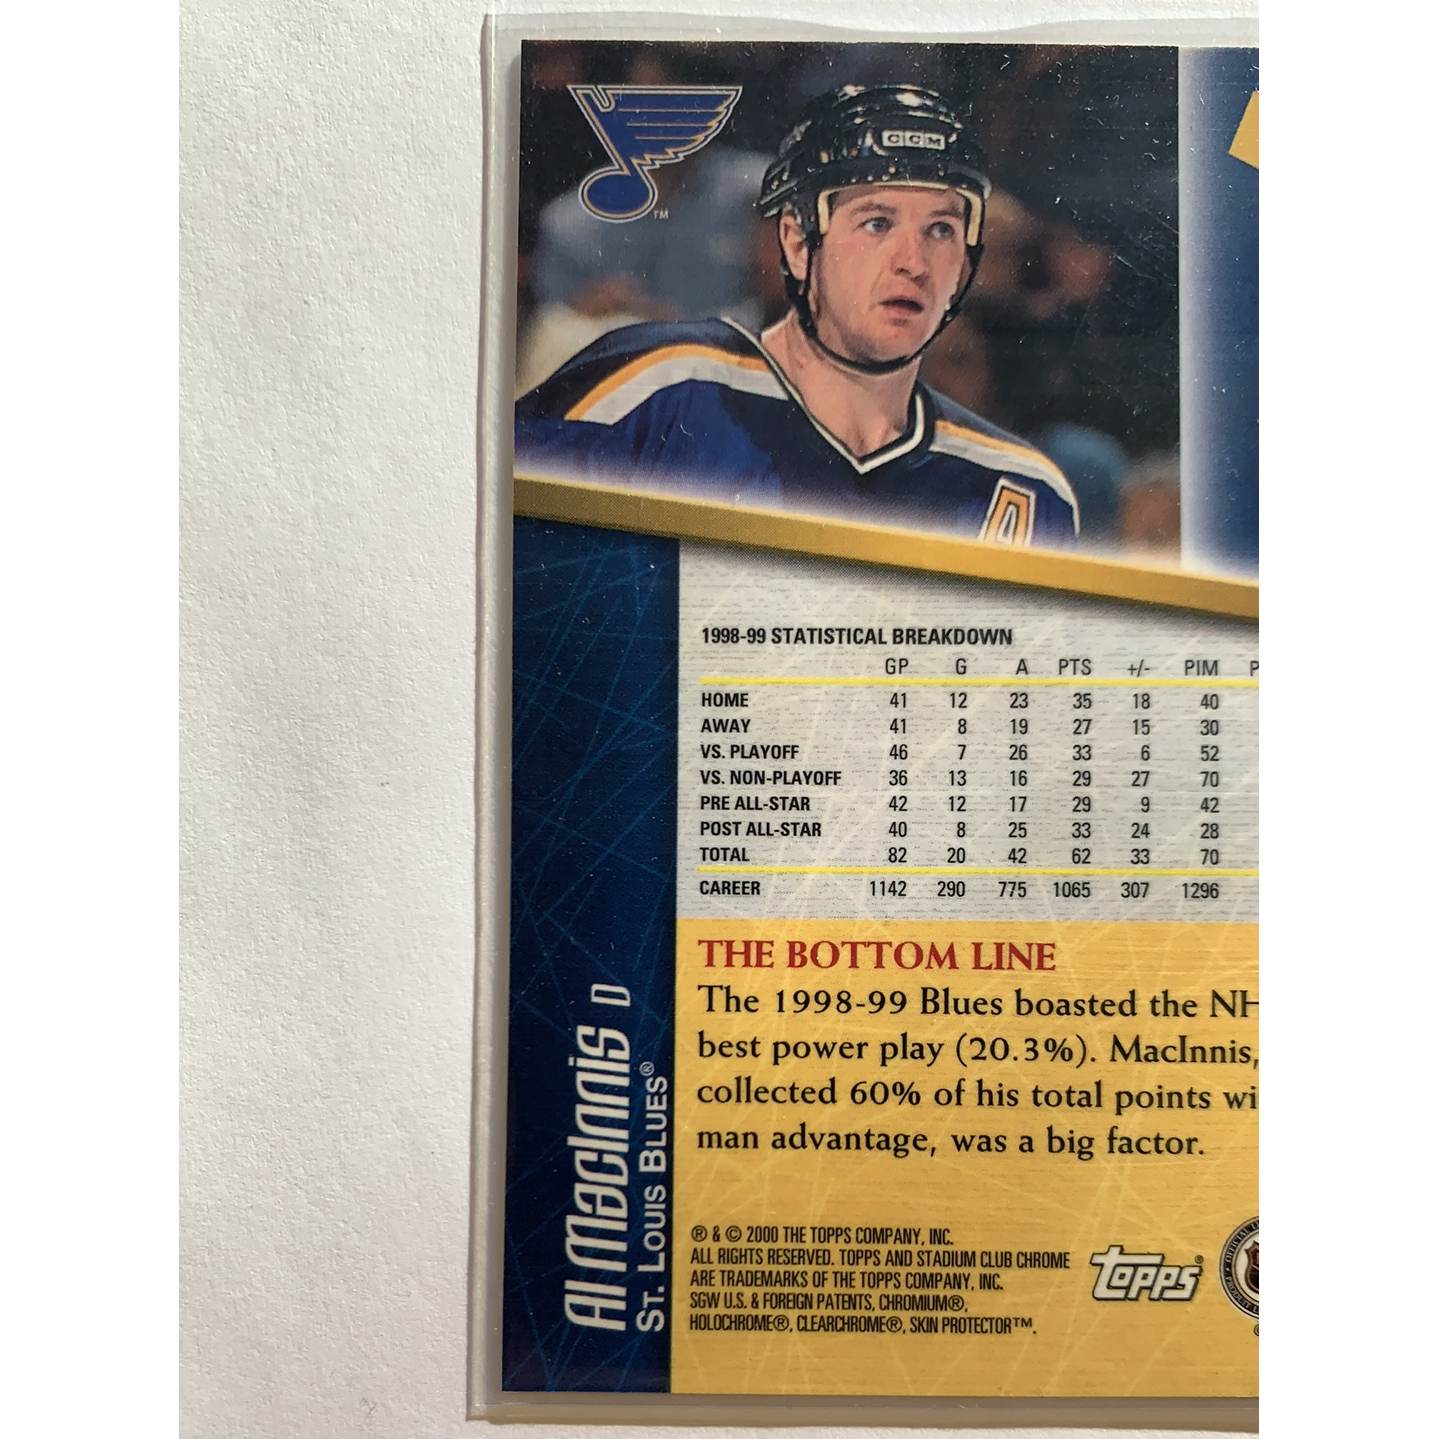 CCM
TM
A
1998-99 STATISTICAL BREAKDOWN
GP G A PTS +/- PIM P
HOME 41 12 23 35 18 40
AWAY 41 8 19 27 15 30
VS. PLAYOFF 46 7 26 33 6 52
VS. NON-PLAYOFF 36 13 16 29 27 70
PRE ALL-STAR 42 12 17 29 9 42
POST ALL-STAR 40 8 25 33 24 28
TOTAL 82 20 42 62 33 70
CAREER 1142 290 775 1065 307 1296
THE BOTTOM LINE
The 1998-99 Blues boasted the NH
best power play (20.3%). MacInnis,
collected 60% of his total points wi
man advantage, was a big factor.
Al MacInnis D
ST. LOUIS BLUES®
® & © 2000 THE TOPPS COMPANY, INC.
ALL RIGHTS RESERVED. TOPPS AND STADIUM CLUB CHROME
ARE TRADEMARKS OF THE TOPPS COMPANY, INC.
SGW U.S. & FOREIGN PATENTS, CHROMIUM®,
HOLOCHROME®, CLEARCHROME®, SKIN PROTECTOR™.
Topps®